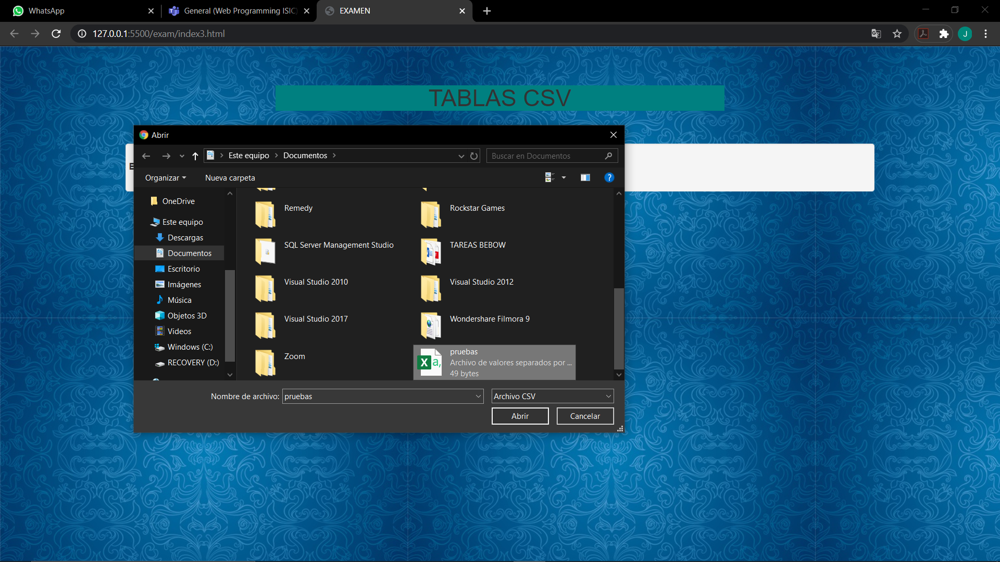 WhatsApp
General (Web Programming ISIC)
EXAMEN
127.0.0.1:5500/exam/index3.html
J
TABLAS CSV
Abrir
Este equipo
Documentos
Buscar en Documentos
Organizar
Nueva carpeta
?
OneDrive
Este equipo
Descargas
Documentos
Escritorio
Imágenes
Música
Objetos 3D
Videos
Windows (C:)
RECOVERY (D:)
Remedy
Rockstar Games
SQL Server Management Studio
TAREAS BEBOW
Visual Studio 2010
Visual Studio 2012
Visual Studio 2017
Wondershare Filmora 9
Zoom
pruebas
Archivo de valores separados por ...
49 bytes
Nombre de archivo:
pruebas
Archivo CSV
Abrir
Cancelar